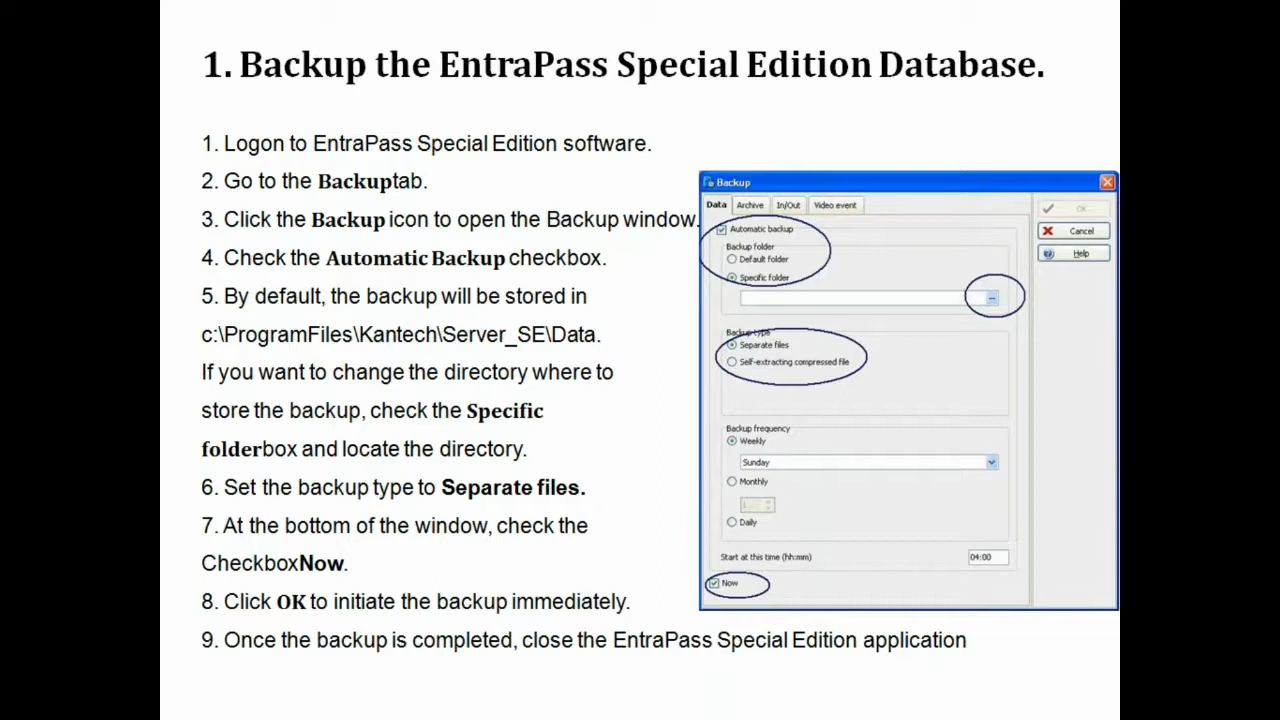 1. Backup the EntraPass Special Edition Database.
1. Logon to EntraPass Special Edition software.
2. Go to the Backuptab.
3. Click the Backup icon to open the Backup window.
4. Check the Automatic Backup checkbox.
5. By default, the backup will be stored in
c:\ProgramFiles\Kantech\Server_SE\Data.
If you want to change the directory where to
store the backup, check the Specific
folderbox and locate the directory.
6. Set the backup type to Separate files.
7. At the bottom of the window, check the
CheckboxNow.
8. Click OK to initiate the backup immediately.
9. Once the backup is completed, close the EntraPass Special Edition application
Backup
Data Archive In/Out Video event
Automatic backup
Backup folder
Default folder
Specific folder
...
Backup type
Separate files
Self-extracting compressed file
Backup frequency
Weekly
Sunday
Monthly
1
Daily
Start at this time (hh:mm) 04:00
Now
OK
Cancel
Help